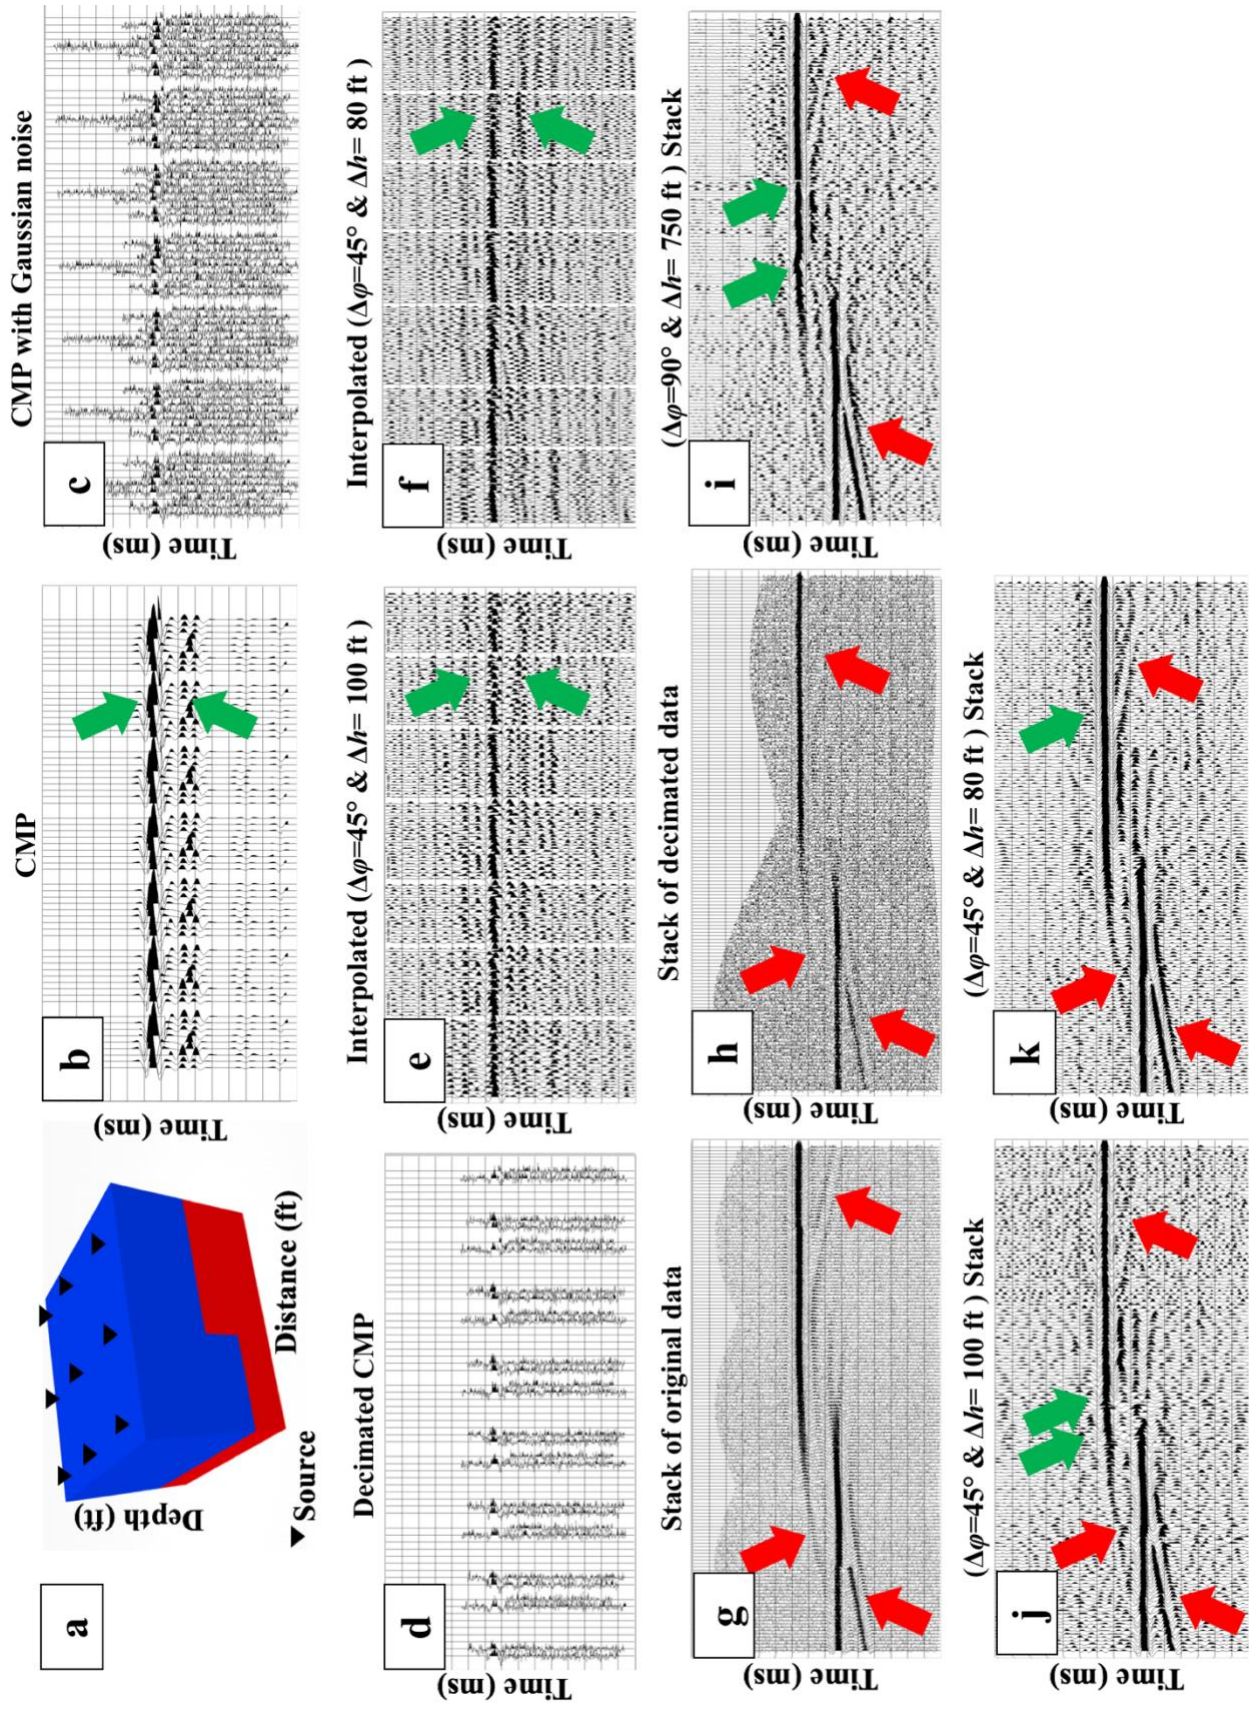 a
Depth (ft)
Distance (ft)
▼Source
CMP
b
Time (ms)
CMP with Gaussian noise
c
Time (ms)
Decimated CMP
d
Time (ms)
Interpolated (Δφ=45° & Δh= 100 ft )
e
Time (ms)
Interpolated (Δφ=45° & Δh= 80 ft )
f
Time (ms)
Stack of original data
g
Time (ms)
Stack of decimated data
h
Time (ms)
(Δφ=90° & Δh= 750 ft ) Stack
i
Time (ms)
(Δφ=45° & Δh= 100 ft ) Stack
j
Time (ms)
(Δφ=45° & Δh= 80 ft ) Stack
k
Time (ms)